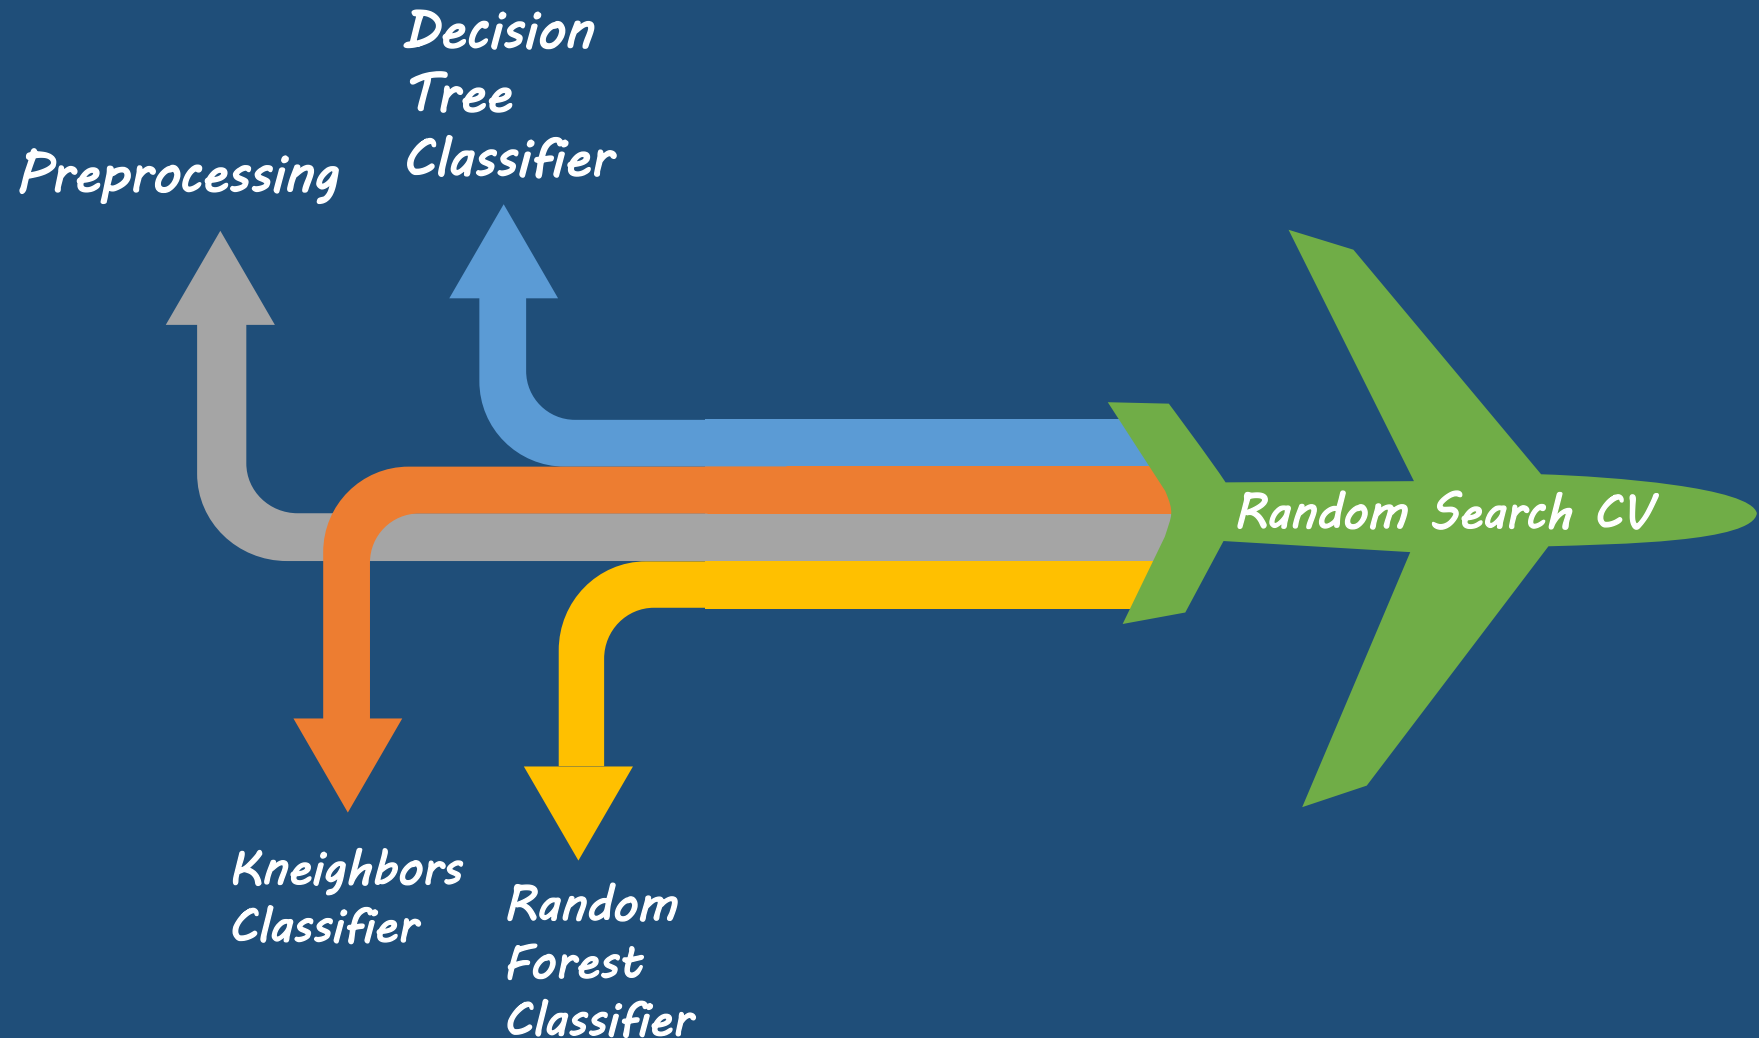 Decision
Tree
Classifier
Preprocessing
Random Search CV
Kneighbors
Classifier
Random
Forest
Classifier